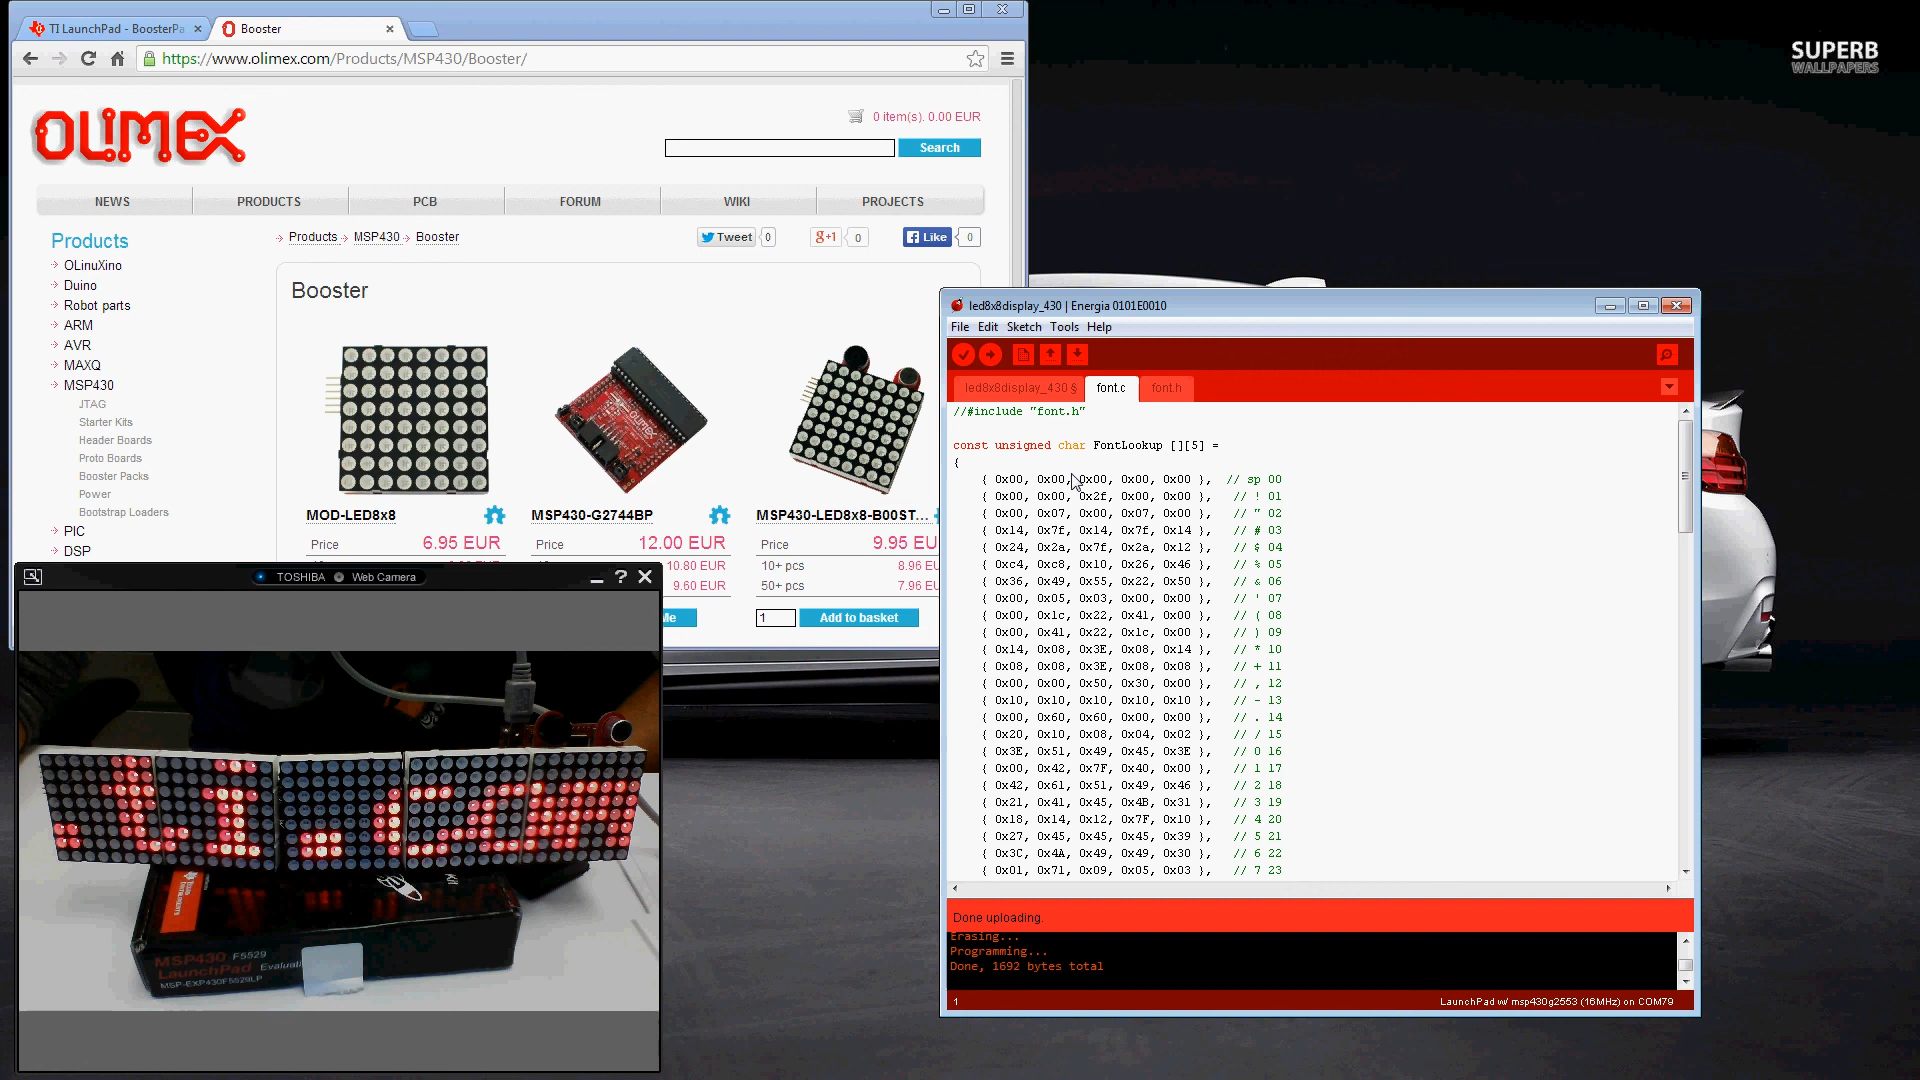 TI LaunchPad - BoosterPa
Booster
https://www.olimex.com/Products/MSP430/Booster/
SUPERB
WALLPAPERS
OLIMEX
0 item(s). 0.00 EUR
Search
NEWS
PRODUCTS
PCB
FORUM
WIKI
PROJECTS
Products
OLinuXino
Duino
Robot parts
ARM
AVR
MAXQ
MSP430
JTAG
Starter Kits
Header Boards
Proto Boards
Booster Packs
Power
Bootstrap Loaders
PIC
DSP
Products MSP430 Booster
Tweet 0
g+1 0
Like 0
Booster
MOD-LED8x8
Price 6.95 EUR
MSP430-G2744BP
Price 12.00 EUR
10.80 EUR
9.60 EUR
Me
MSP430-LED8x8-B00ST...
Price 9.95 EU
10+ pcs 8.96 E
50+ pcs 7.96 E
1 Add to basket
TOSHIBA Web Camera
MSP430 F5529
LaunchPad Evaluati
MSP-EXP430F5529LP
led8x8display_430 | Energia 0101E0010
File Edit Sketch Tools Help
led8x8display_430 § font.c font.h
//#include "font.h"
const unsigned char FontLookup [][5] =
{
{ 0x00, 0x00, 0x00, 0x00, 0x00 }, // sp 00
{ 0x00, 0x00, 0x2f, 0x00, 0x00 }, // ! 01
{ 0x00, 0x07, 0x00, 0x07, 0x00 }, // " 02
{ 0x14, 0x7f, 0x14, 0x7f, 0x14 }, // # 03
{ 0x24, 0x2a, 0x7f, 0x2a, 0x12 }, // $ 04
{ 0xc4, 0xc8, 0x10, 0x26, 0x46 }, // % 05
{ 0x36, 0x49, 0x55, 0x22, 0x50 }, // & 06
{ 0x00, 0x05, 0x03, 0x00, 0x00 }, // ' 07
{ 0x00, 0x1c, 0x22, 0x41, 0x00 }, // ( 08
{ 0x00, 0x41, 0x22, 0x1c, 0x00 }, // ) 09
{ 0x14, 0x08, 0x3E, 0x08, 0x14 }, // * 10
{ 0x08, 0x08, 0x3E, 0x08, 0x08 }, // + 11
{ 0x00, 0x00, 0x50, 0x30, 0x00 }, // , 12
{ 0x10, 0x10, 0x10, 0x10, 0x10 }, // - 13
{ 0x00, 0x60, 0x60, 0x00, 0x00 }, // . 14
{ 0x20, 0x10, 0x08, 0x04, 0x02 }, // / 15
{ 0x3E, 0x51, 0x49, 0x45, 0x3E }, // 0 16
{ 0x00, 0x42, 0x7F, 0x40, 0x00 }, // 1 17
{ 0x42, 0x61, 0x51, 0x49, 0x46 }, // 2 18
{ 0x21, 0x41, 0x45, 0x4B, 0x31 }, // 3 19
{ 0x18, 0x14, 0x12, 0x7F, 0x10 }, // 4 20
{ 0x27, 0x45, 0x45, 0x45, 0x39 }, // 5 21
{ 0x3C, 0x4A, 0x49, 0x49, 0x30 }, // 6 22
{ 0x01, 0x71, 0x09, 0x05, 0x03 }, // 7 23
Done uploading.
Erasing...
Programming...
Done, 1692 bytes total
1
LaunchPad w/ msp430g2553 (16MHz) on COM79